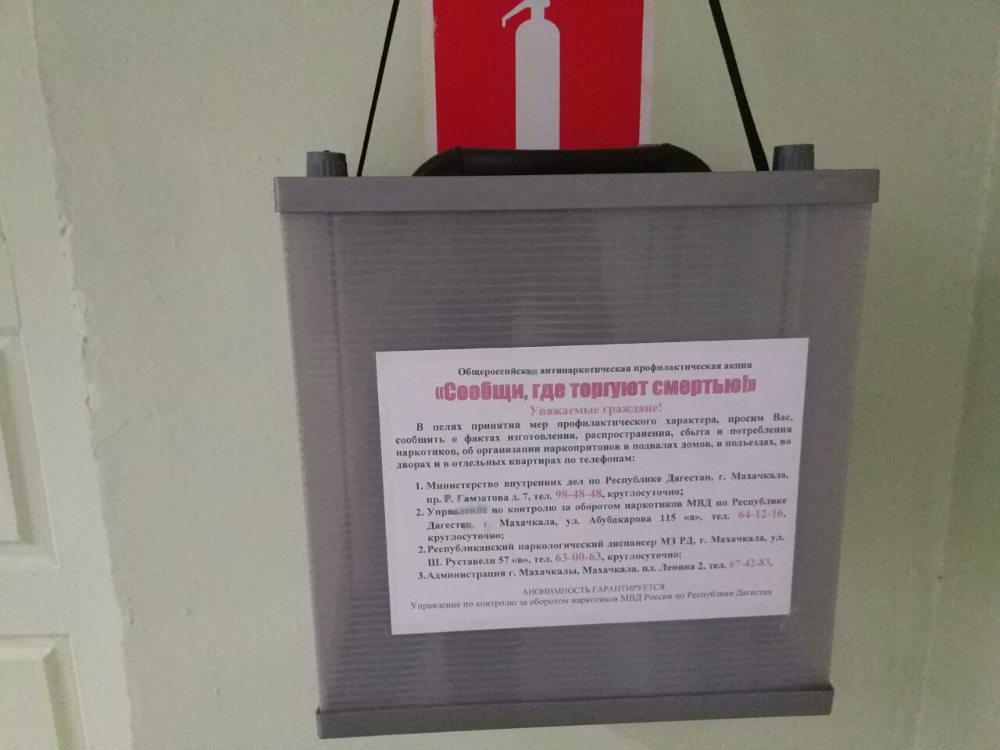 Общероссийская антинаркотическая профилактическая акция
«Сообщи, где торгуют смертью!»
Уважаемые граждане!
В целях принятия мер профилактического характера, просим Вас,
сообщить о фактах изготовления, распространения, сбыта и потребления
наркотиков, об организации наркопритонов в подвалах домов, в подъездах, во
дворах и в отдельных квартирах по телефонам:
1. Министерство внутренних дел по Республике Дагестан, г. Махачкала,
пр. Р. Гамзатова д. 7, тел. 98-48-48, круглосуточно;
2. Управление по контролю за оборотом наркотиков МВД по Республике
Дагестан, г. Махачкала, ул. Абубакарова 115 «а», тел. 64-12-16,
круглосуточно;
2. Республиканский наркологический диспансер МЗ РД, г. Махачкала, ул.
Ш. Руставели 57 «в», тел. 63-00-63, круглосуточно;
3. Администрация г. Махачкалы, Махачкала, пл. Ленина 2, тел. 67-42-83.
АНОНИМНОСТЬ ГАРАНТИРУЕТСЯ
Управление по контролю за оборотом наркотиков МВД России по Республике Дагестан